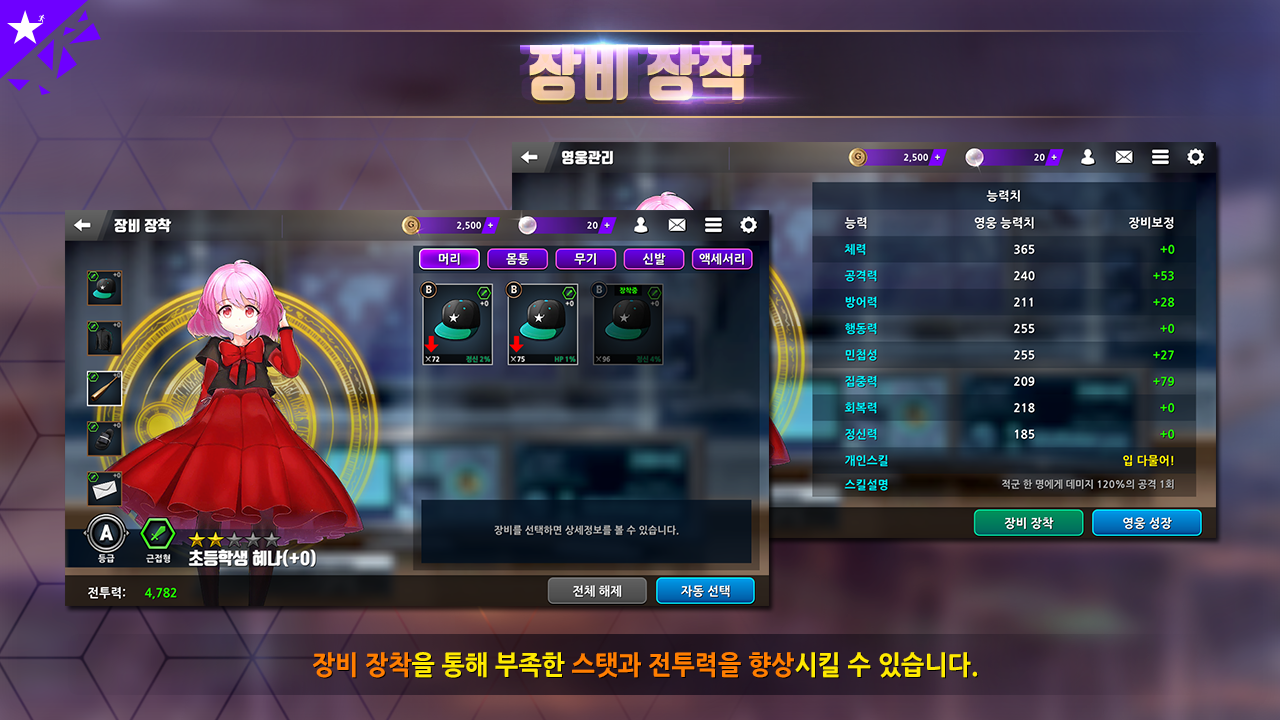 장비 장착
영웅관리
G 2,500 +
20 +
능력치
능력 영웅 능력치 장비보정
체력 365 +0
공격력 240 +53
방어력 211 +28
행동력 255 +0
민첩성 255 +27
집중력 209 +79
회복력 218 +0
정신력 185 +0
개인스킬 입 다물어!
스킬설명 적군 한 명에게 데미지 120%의 공격 1회
장비 장착 영웅 성장
장비 장착
G 2,500 +
20 +
머리 몸통 무기 신발 액세서리
+0
+0
+0
+0
+0
B +0
×72 정신 2%
B +0
×75 HP 1%
B 장착중 +0
×96 정신 4%
장비를 선택하면 상세정보를 볼 수 있습니다.
A
등급
근접형
초등학생 혜나(+0)
전투력: 4,782
전체 해제 자동 선택
장비 장착을 통해 부족한 스탯과 전투력을 향상시킬 수 있습니다.